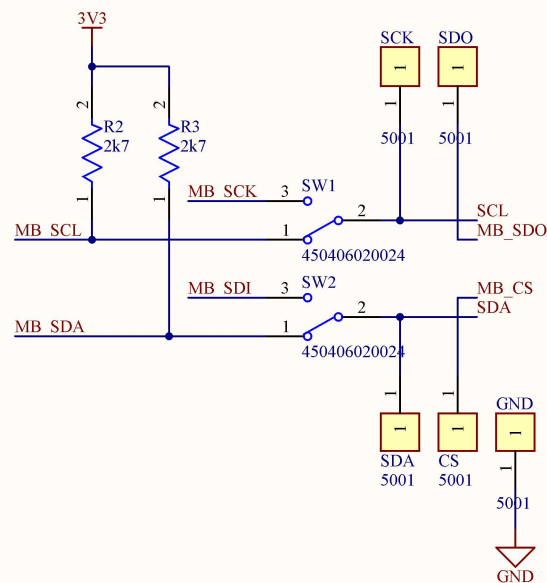 3V3
SCK SDO
1 1
2 2
R2 R3
2k7 2k7
1 1
5001 5001
1 1
MB_SCK 3 SW1
2 SCL
MB_SCL 1 MB_SDO
450406020024
MB_SDI 3 SW2
MB_CS
2 SDA
MB_SDA 1
450406020024
1 1
GND
1 1 1
SDA CS
5001 5001
1
5001
GND